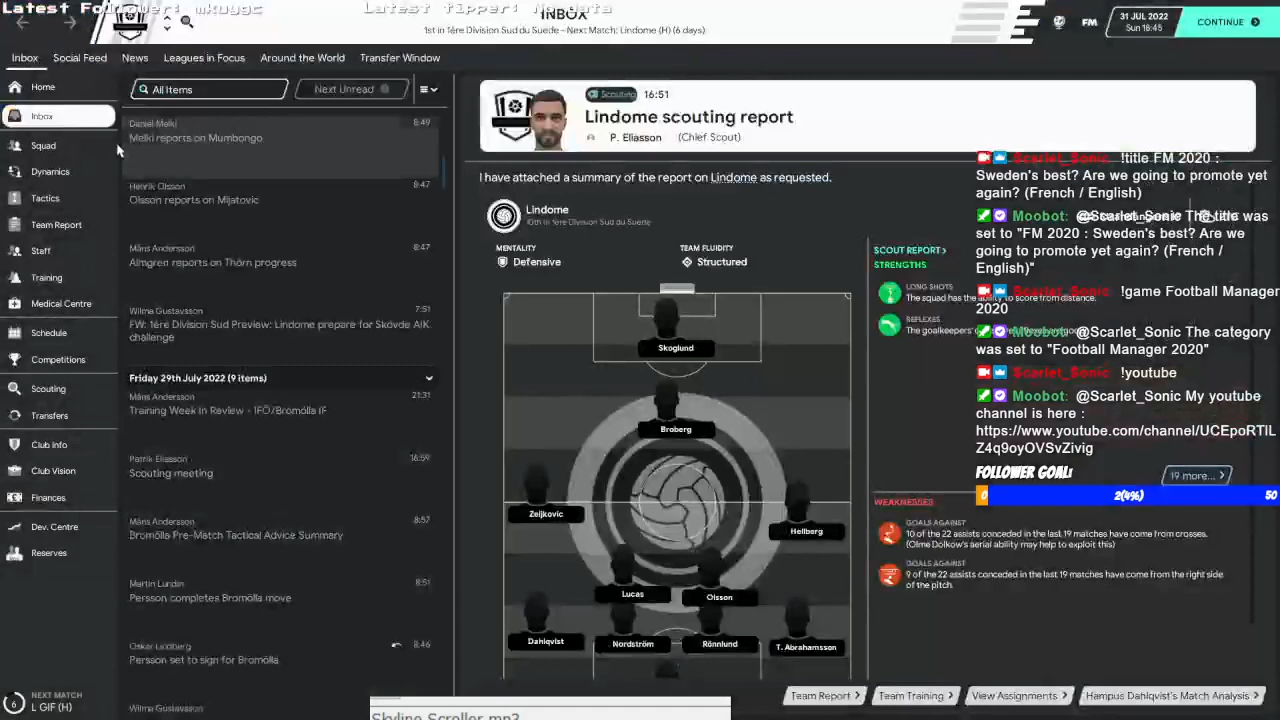 Latest Follower: mkuygc
Latest Tipper: No data
INBOX
1st in 1ère Division Sud du Suede - Next Match: Lindome (H) (6 days)
31 JUL 2022
Sun 16:45
FM
CONTINUE
Inbox
Social Feed
News
Leagues in Focus
Around the World
Transfer Window
Home
Inbox
Squad
Dynamics
Tactics
Team Report
Staff
Training
Medical Centre
Schedule
Competitions
Scouting
Transfers
Club Info
Club Vision
Finances
Dev. Centre
Reserves
NEXT MATCH
L GIF (H)
All Items
Next Unread
Daniel Melki 8:49
Melki reports on Mumbongo
Henrik Olsson 8:47
Olsson reports on Mijatovic
Måns Andersson 8:47
Almgren reports on Thörn progress
Wilma Gustavsson 7:51
FW: 1ère Division Sud Preview: Lindome prepare for Skövde AIK
challenge
Friday 29th July 2022 (9 items)
Måns Andersson 21:31
Training Week in Review - IFÖ/Bromölla IF
Patrik Eliasson 16:59
Scouting meeting
Måns Andersson 8:57
Bromölla Pre-Match Tactical Advice Summary
Martin Lundin 8:51
Persson completes Bromölla move
Oskar Lindberg 8:46
Persson set to sign for Bromölla
Wilma Gustavsson
Scouting 16:51
Lindome scouting report
P. Eliasson (Chief Scout)
I have attached a summary of the report on Lindome as requested.
Lindome
10th in 1ère Division Sud du Suede
MENTALITY
Defensive
TEAM FLUIDITY
Structured
Skoglund
Broberg
Zeljkovic
Hellberg
Lucas
Olsson
Dahlqvist
Nordström
Rönnlund
T. Abrahamsson
SCOUT REPORT>
STRENGTHS
LONG SHOTS
The squad has the ability to score from distance.
REFLEXES
The goalkeepers
19 more... >
WEAKNESSES
GOALS AGAINST
10 of the 22 assists conceded in the last 19 matches have come from crosses.
(Olme Dolkow's aerial ability may help to exploit this)
GOALS AGAINST
9 of the 22 assists conceded in the last 19 matches have come from the right side
of the pitch.
Scarlet_Sonic !title FM 2020 :
Sweden's best? Are we
going to promote yet
again? (French / English)
Moobot: @Scarlet_Sonic The title was
set to "FM 2020 : Sweden's best? Are we
going to promote yet again? (French /
English)"
Scarlet_Sonic: !game Football Manager
2020
Moobot: @Scarlet_Sonic The category
was set to "Football Manager 2020"
Scarlet_Sonic !youtube
Moobot: @Scarlet_Sonic My youtube
channel is here :
https://www.youtube.com/channel/UCEpoRTIL
Z4q9oyOVSvZivig
FOLLOWER GOAL:
0 2(4%) 50
Team Report >
Team Training >
View Assignments >
Hampus Dahlqvist's Match Analysis >
Skyline Scroller.mp3